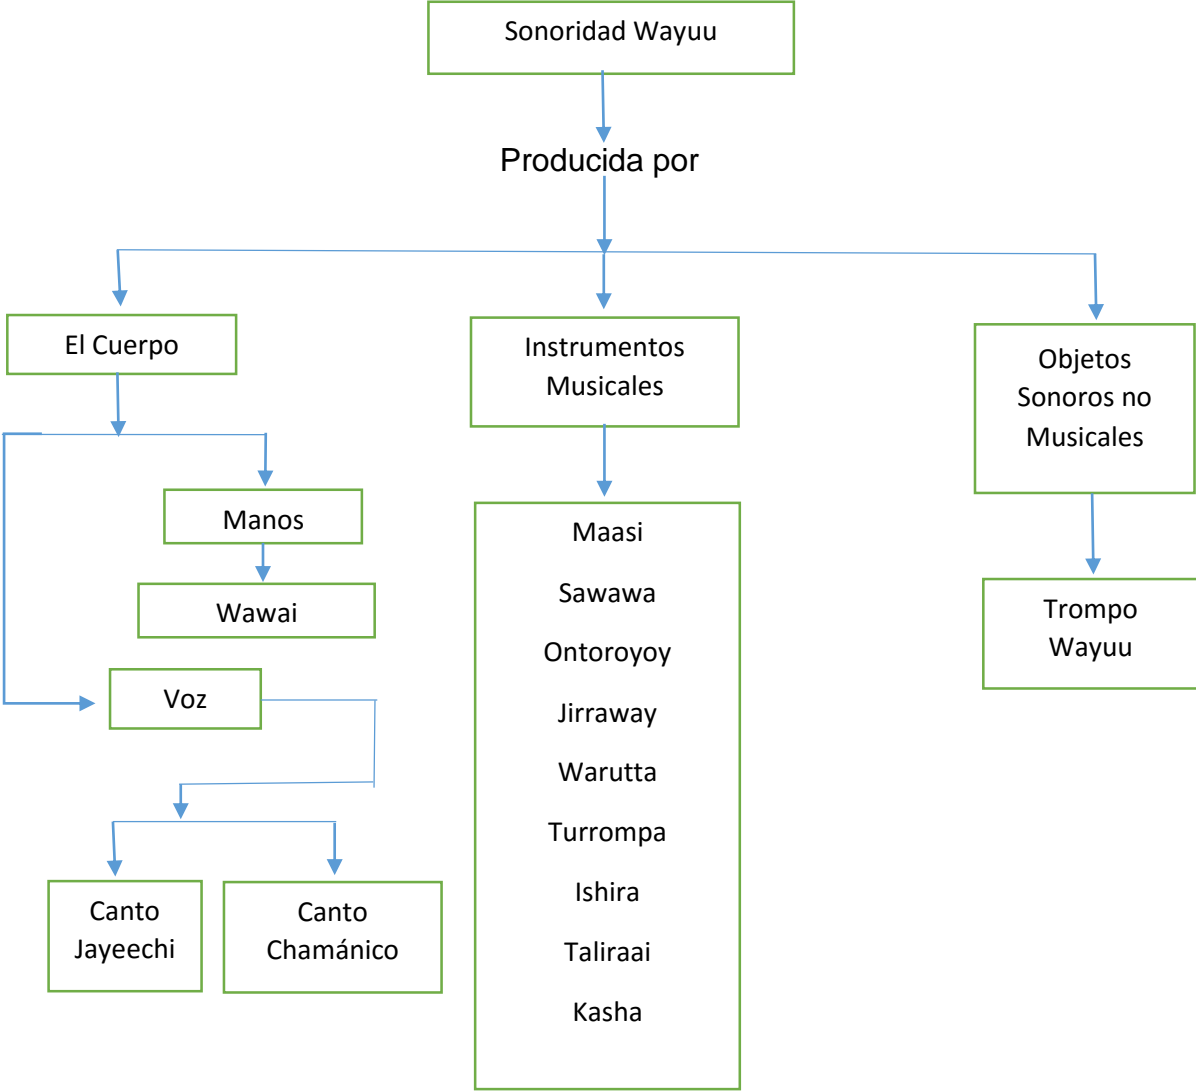 Sonoridad Wayuu
Producida por
El Cuerpo
Manos
Wawai
Voz
Canto
Jayeechi
Canto
Chamánico
Instrumentos
Musicales
Maasi
Sawawa
Ontoroyoy
Jirraway
Warutta
Turrompa
Ishira
Taliraai
Kasha
Objetos
Sonoros no
Musicales
Trompo
Wayuu